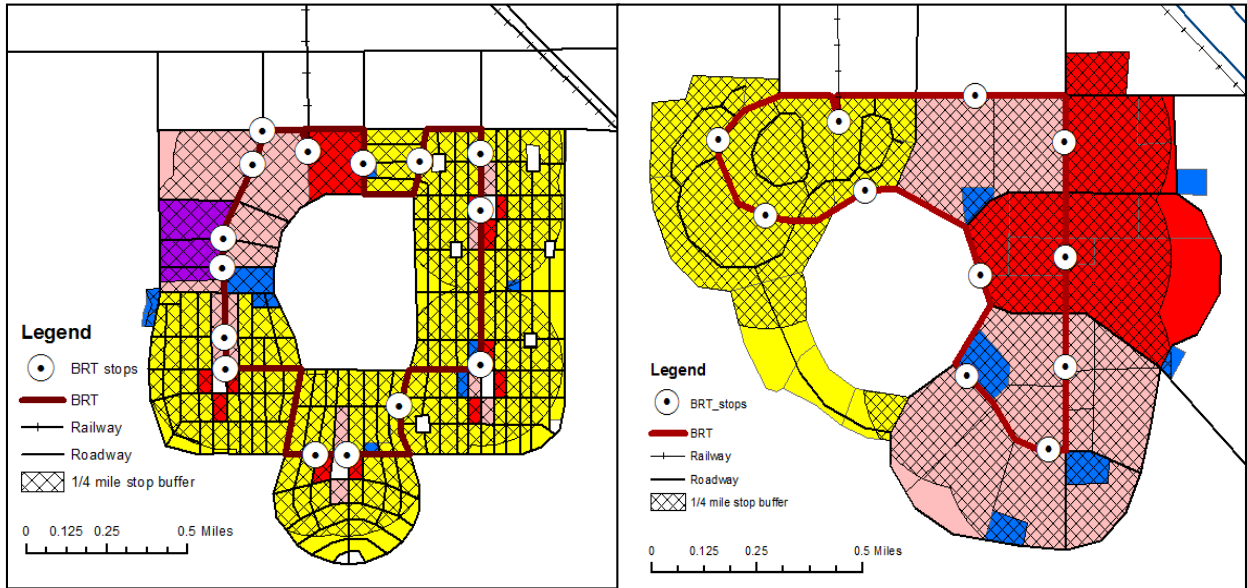 Legend
BRT stops
BRT
Railway
Roadway
1/4 mile stop buffer
0 0.125 0.25 0.5 Miles
Legend
BRT_stops
BRT
Railway
Roadway
1/4 mile stop buffer
0 0.125 0.25 0.5 Miles